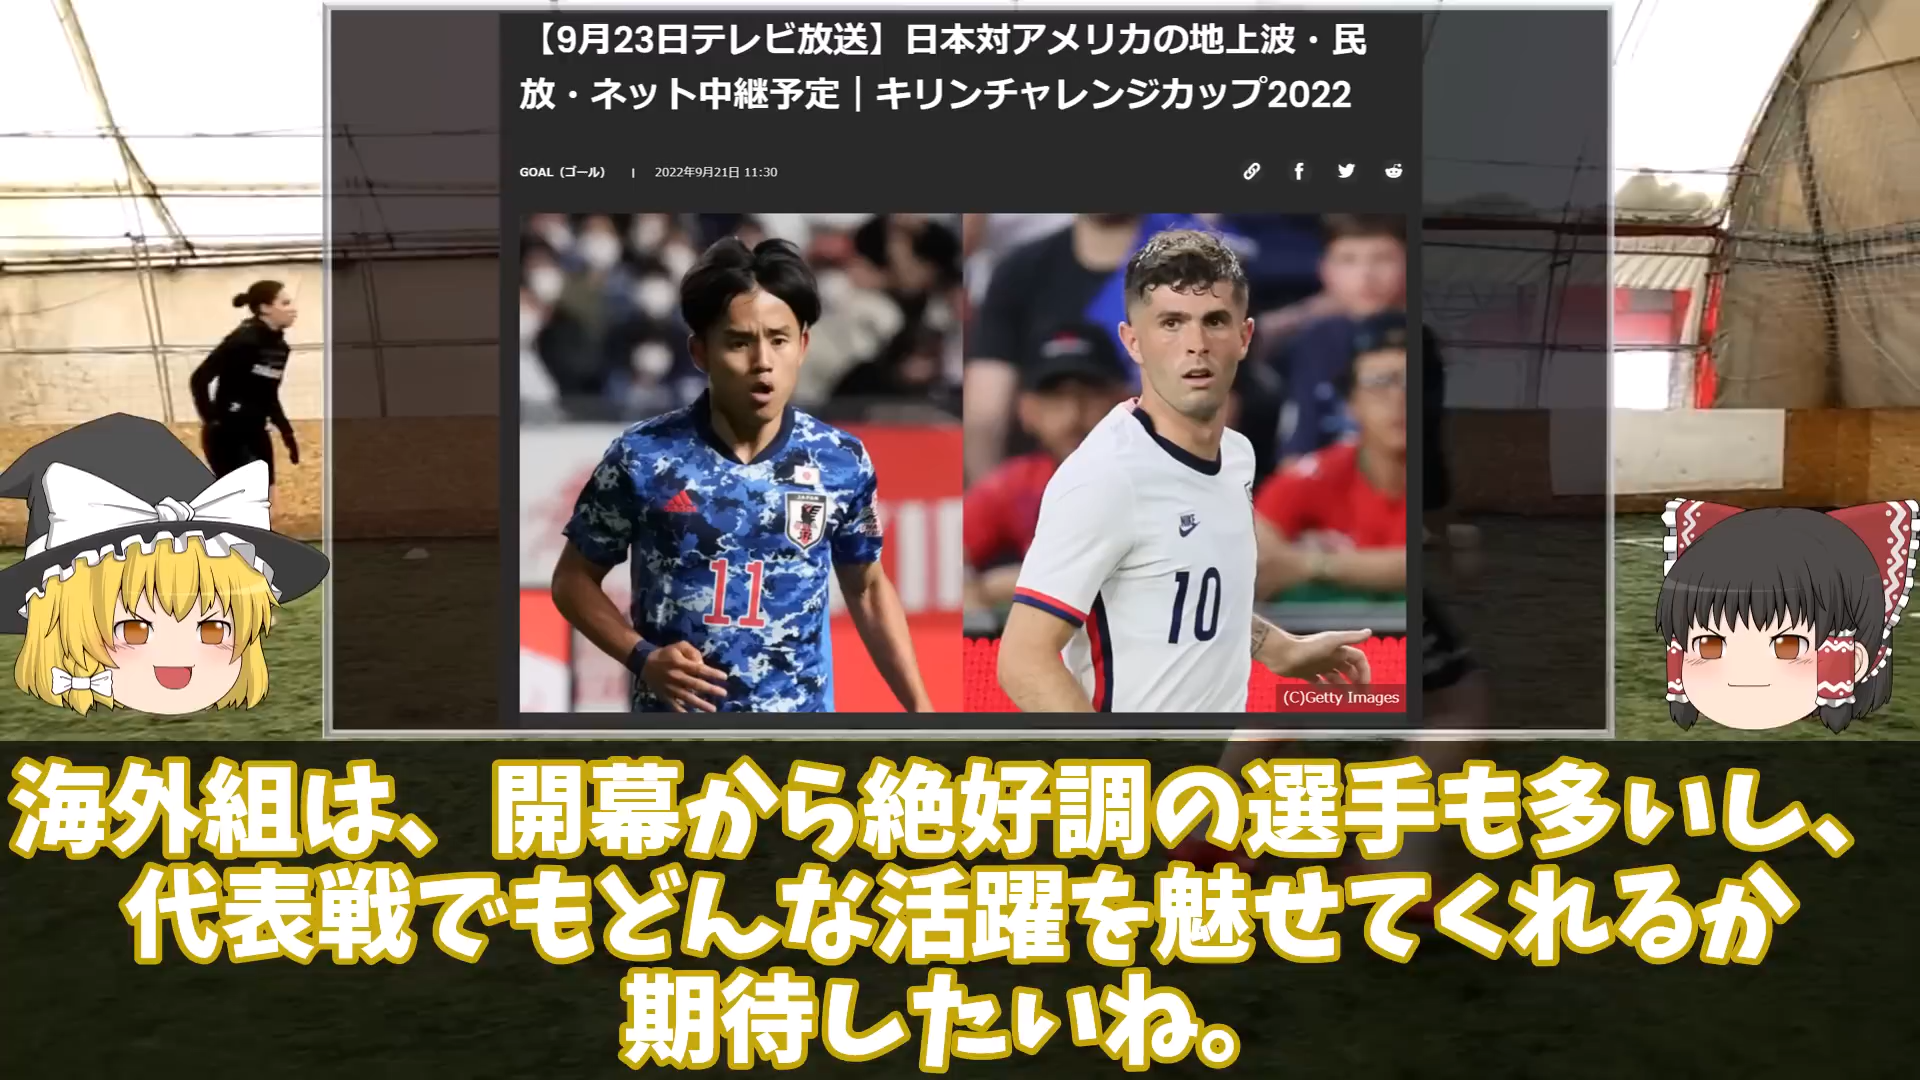 【9月23日テレビ放送】日本対アメリカの地上波・民
放・ネット中継予定｜キリンチャレンジカップ2022
GOAL（ゴール） | 2022年9月21日 11:30
adidas
JAPAN
JFA
11
NIKE
10
(C)Getty Images
海外組は、開幕から絶好調の選手も多いし、
代表戦でもどんな活躍を魅せてくれるか
期待したいね。